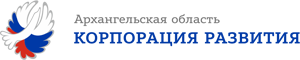 Архангельская область
КОРПОРАЦИЯ РАЗВИТИЯ